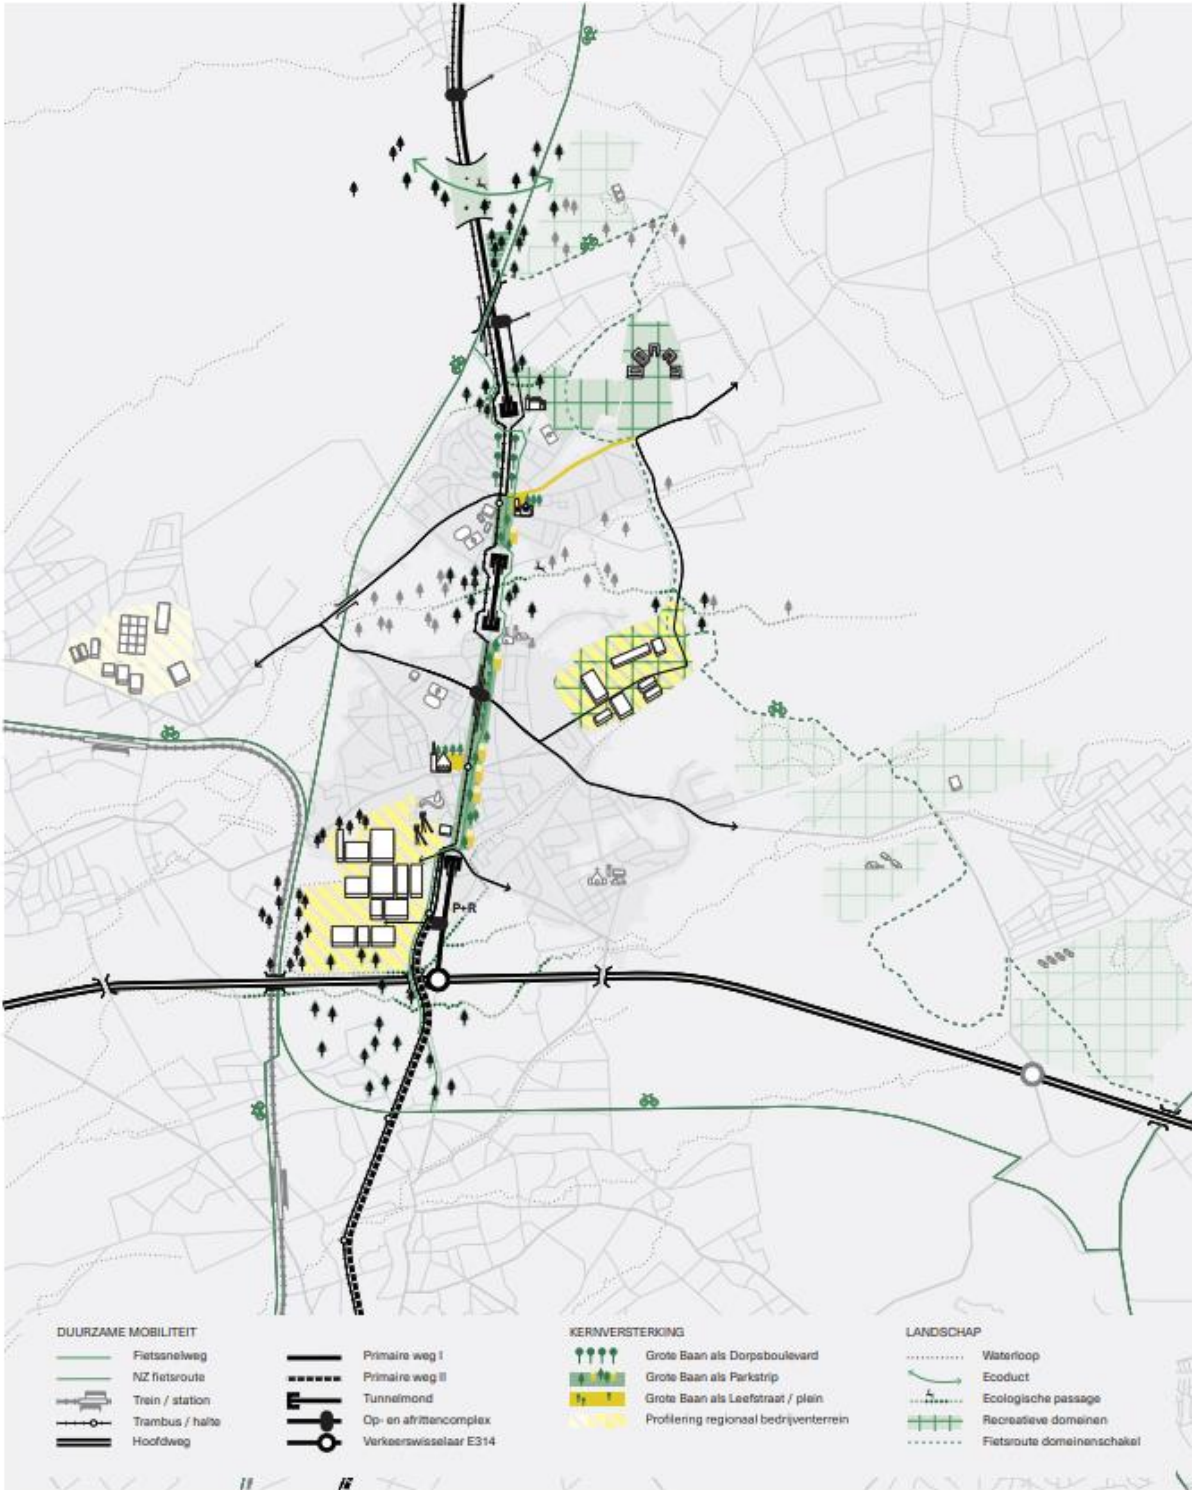 P+R
DUURZAME MOBILITEIT
Fietssnelweg
NZ fietsroute
Trein / station
Trambus / halte
Hoofdweg
Primaire weg I
Primaire weg II
Tunnelmond
Op- en afrittencomplex
Verkeerswisselaar E314
KERNVERSTERKING
Grote Baan als Dorpsboulevard
Grote Baan als Parkstrip
Grote Baan als Leefstraat / plein
Profilering regionaal bedrijventerrein
LANDSCHAP
Waterloop
Ecoduct
Ecologische passage
Recreatieve domeinen
Fietsroute domeinenschakel